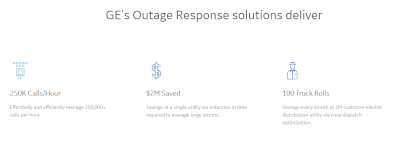 GE's Outage Response solutions deliver
250K Calls/Hour
Effectively and efficiently manage 250,000+
calls per hour.
$2M Saved
Savings at a single utility via reduction in time
required to manage large storms.
100 Truck Rolls
Savings every month at 2M customer electric
distribution utility via crew dispatch
optimization.